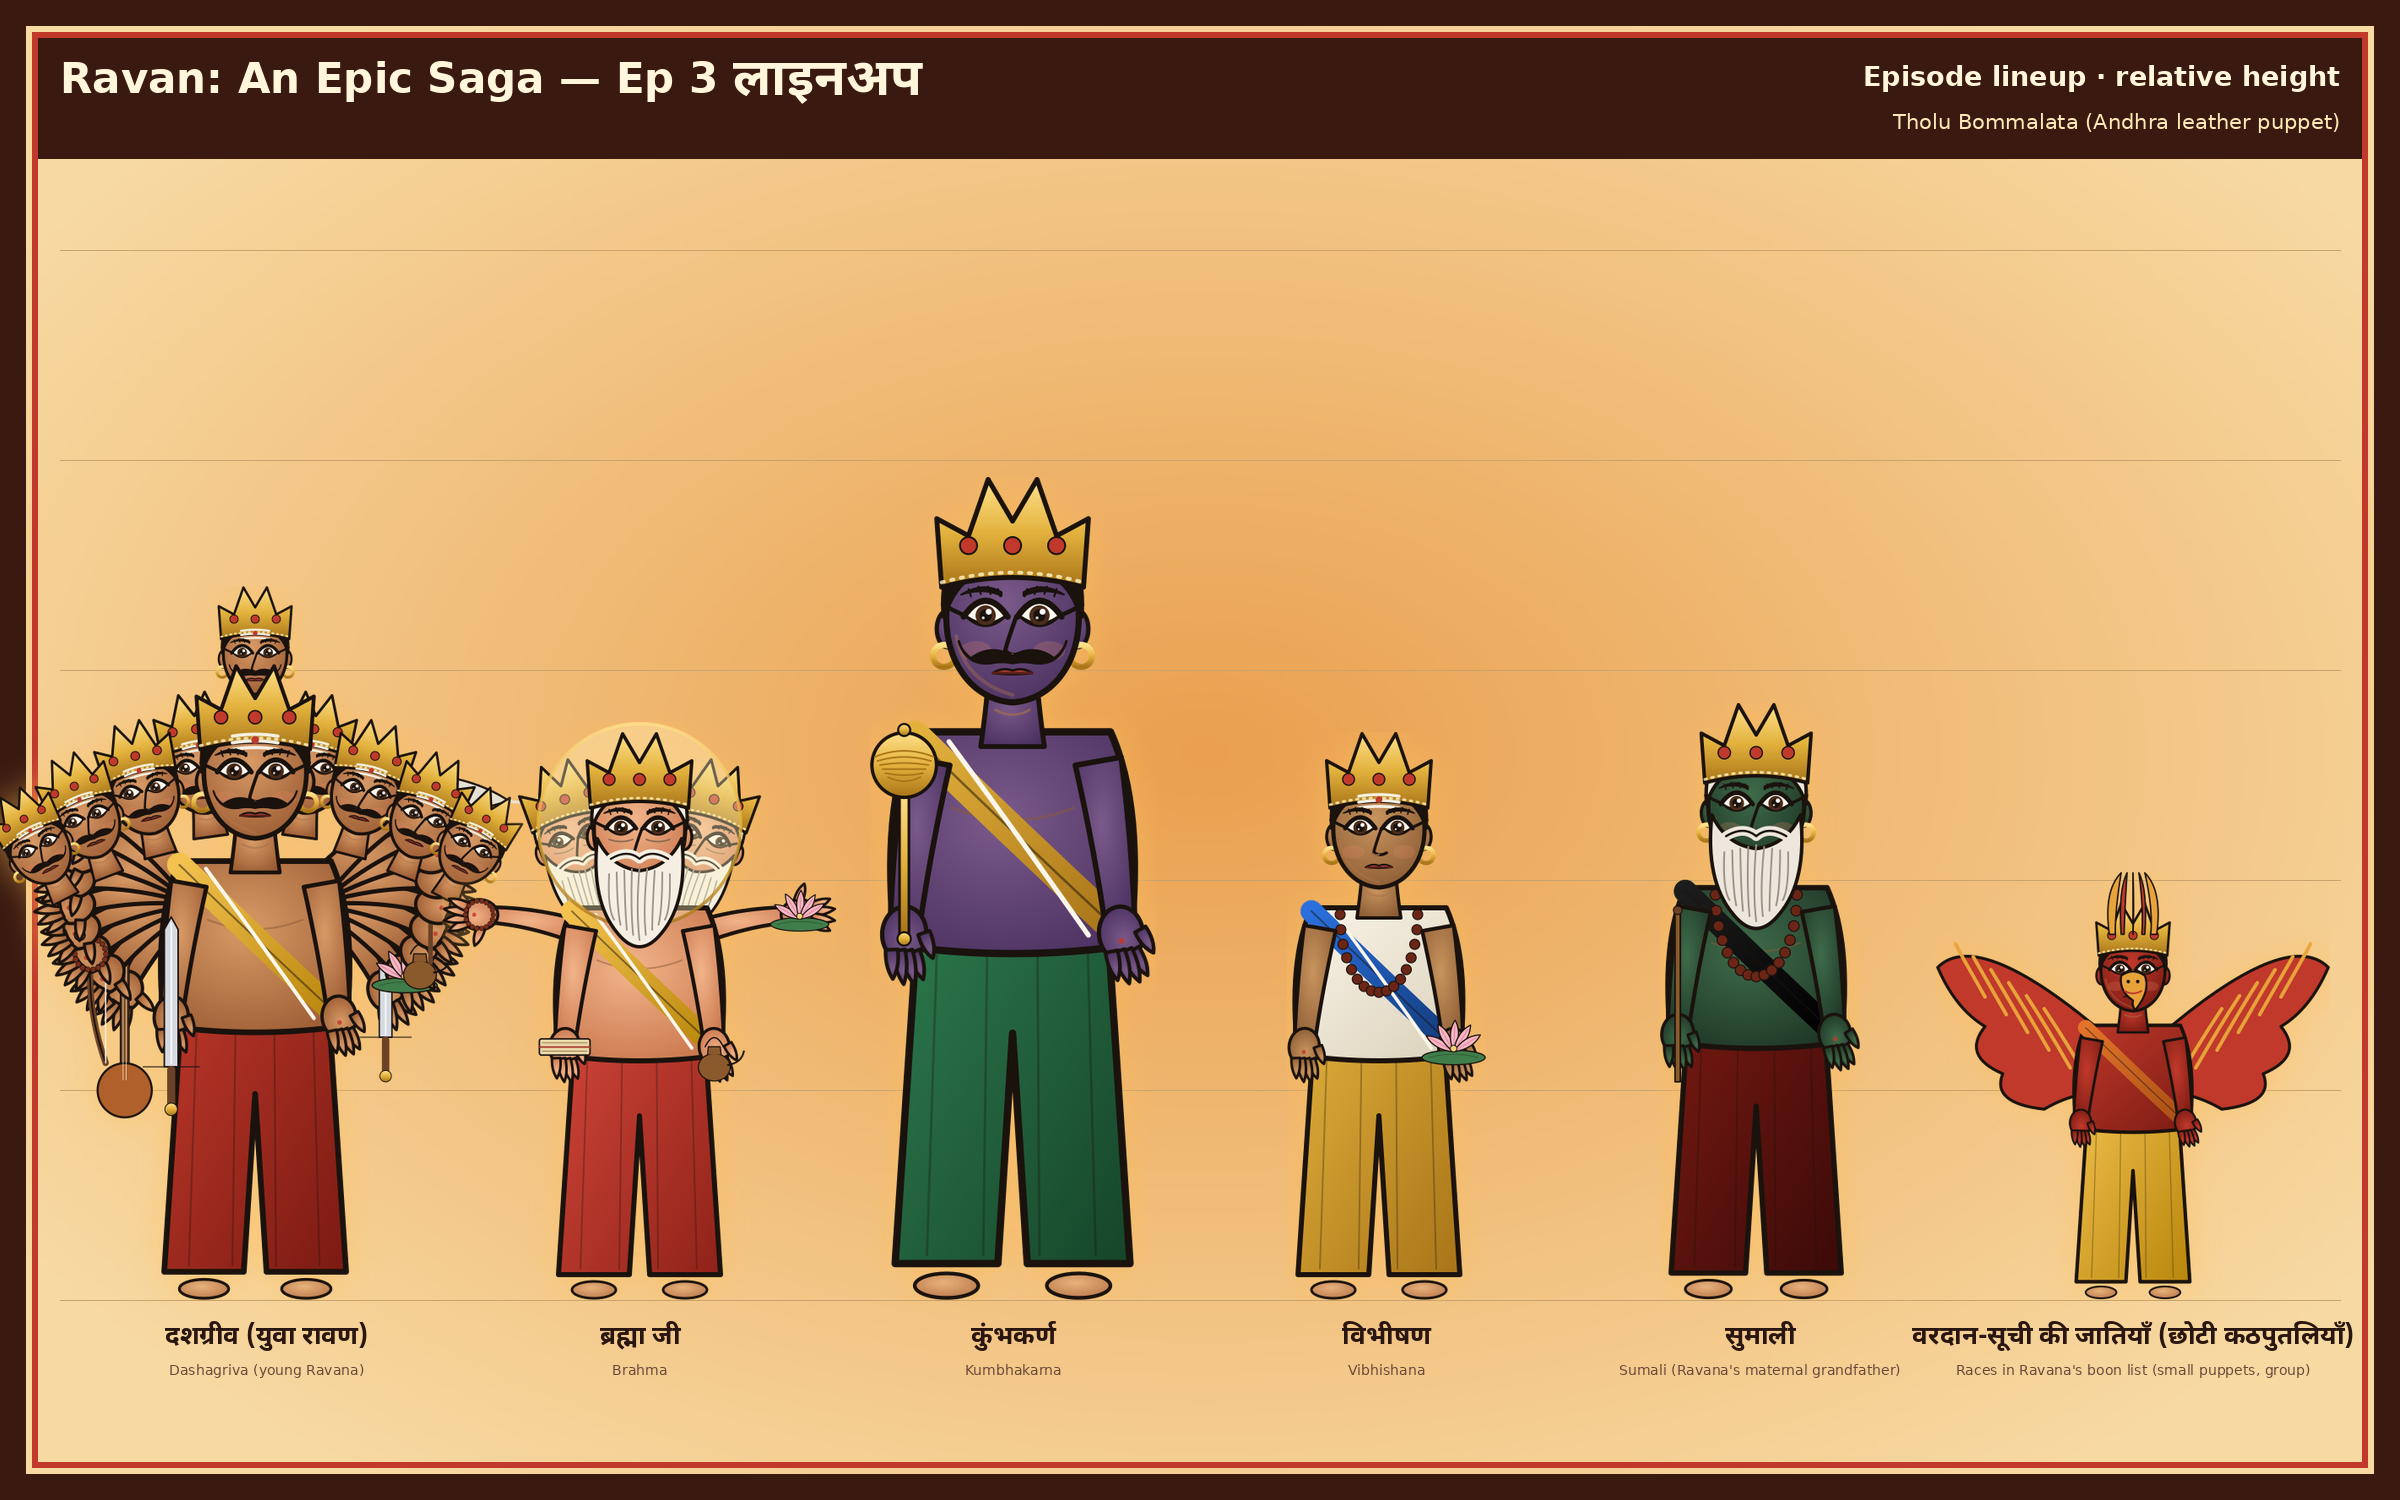 Ravan: An Epic Saga — Ep 3 लाइनअप
Episode lineup · relative height
Tholu Bommalata (Andhra leather puppet)
दशग्रीव (युवा रावण)
Dashagriva (young Ravana)
ब्रह्मा जी
Brahma
कुंभकर्ण
Kumbhakarna
विभीषण
Vibhishana
सुमाली
Sumali (Ravana's maternal grandfather)
वरदान-सूची की जातियाँ (छोटी कठपुतलियाँ)
Races in Ravana's boon list (small puppets, group)